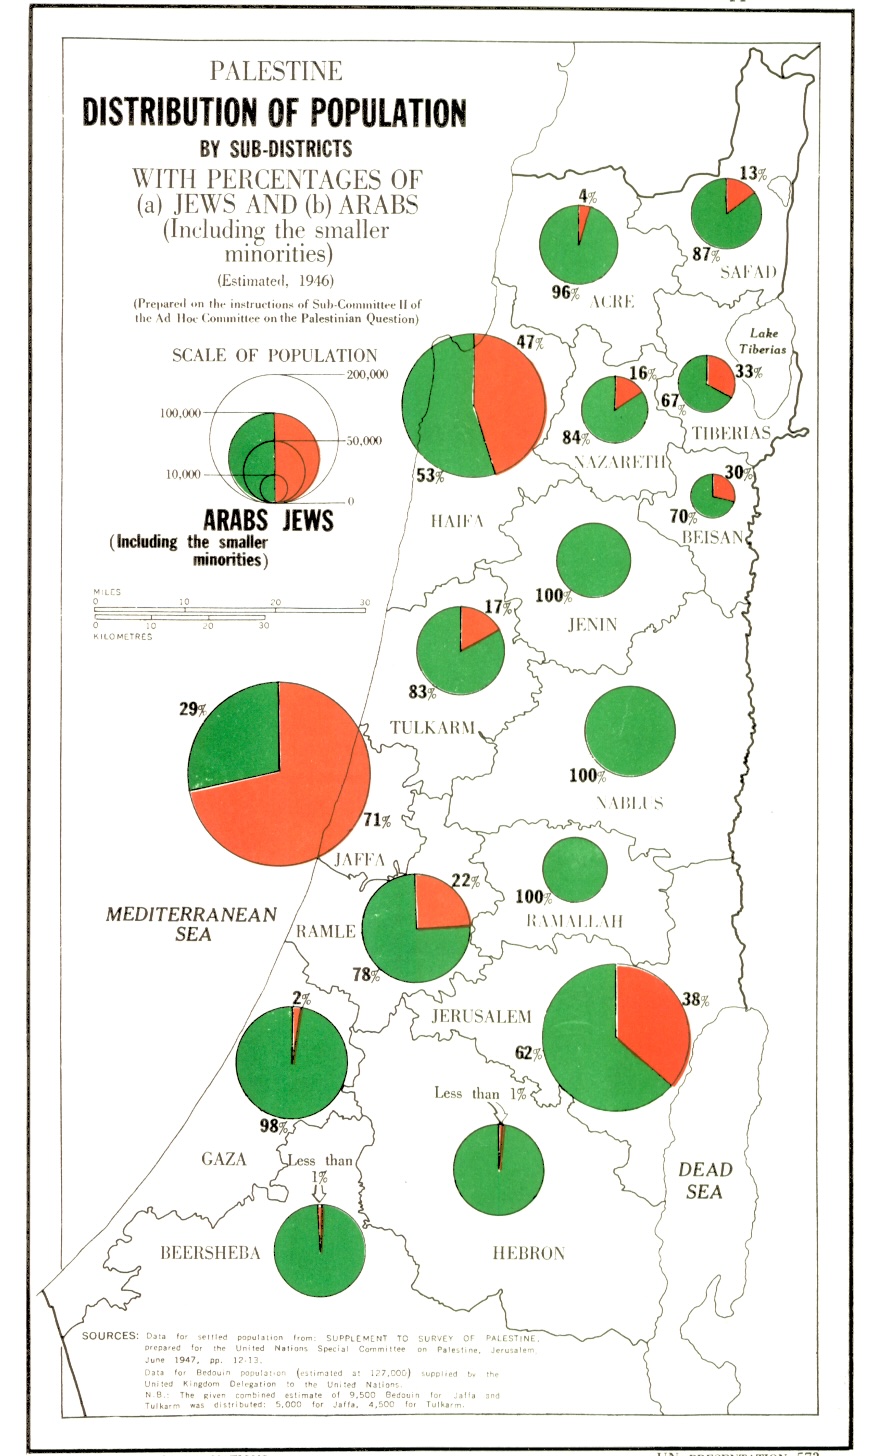 PALESTINE
DISTRIBUTION OF POPULATION
BY SUB-DISTRICTS
WITH PERCENTAGES OF
(a) JEWS AND (b) ARABS
(Including the smaller
minorities)
(Estimated, 1946)
(Prepared on the instructions of Sub-Committee II of
the Ad Hoc Committee on the Palestinian Question)
SCALE OF POPULATION
200,000
100,000
50,000
10,000
0
ARABS JEWS
(Including the smaller
minorities)
MILES
0 10 20 30
0 10 20 30
KILOMETRES
13%
87%
SAFAD
4%
96%
ACRE
Lake
Tiberias
47%
53%
HAIFA
16%
84%
NAZARETH
33%
67%
TIBERIAS
30%
70%
BEISAN
100%
JENIN
17%
83%
TULKARM
100%
NABLUS
29%
71%
JAFFA
100%
RAMALLAH
MEDITERRANEAN
SEA
22%
78%
RAMLE
38%
62%
JERUSALEM
2%
98%
GAZA
Less than 1%
HEBRON
Less than
1%
BEERSHEBA
DEAD
SEA
SOURCES: Data for settled population from: SUPPLEMENT TO SURVEY OF PALESTINE,
prepared for the United Nations Special Committee on Palestine, Jerusalem
June 1947, pp. 12-13.
Data for Bedouin population (estimated at 127,000) supplied by the
United Kingdom Delegation to the United Nations.
N.B.: The given combined estimate of 9,500 Bedouin for Jaffa and
Tulkarm was distributed: 5,000 for Jaffa, 4,500 for Tulkarm.